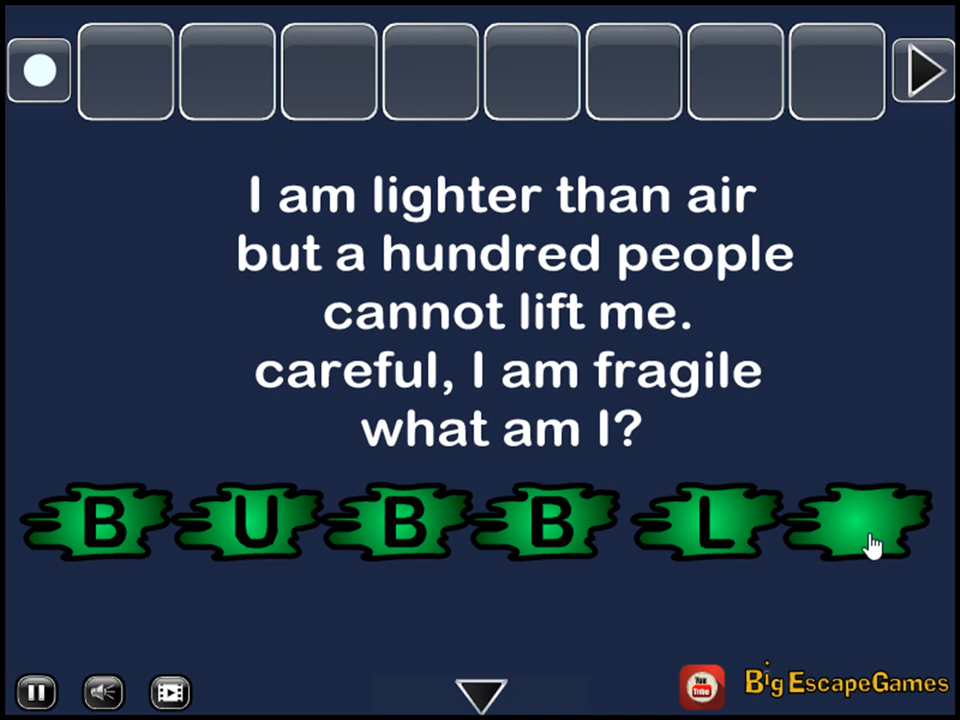 I am lighter than air
but a hundred people
cannot lift me.
careful, I am fragile
what am I?
B U B B L
You
Tube
BigEscapeGames